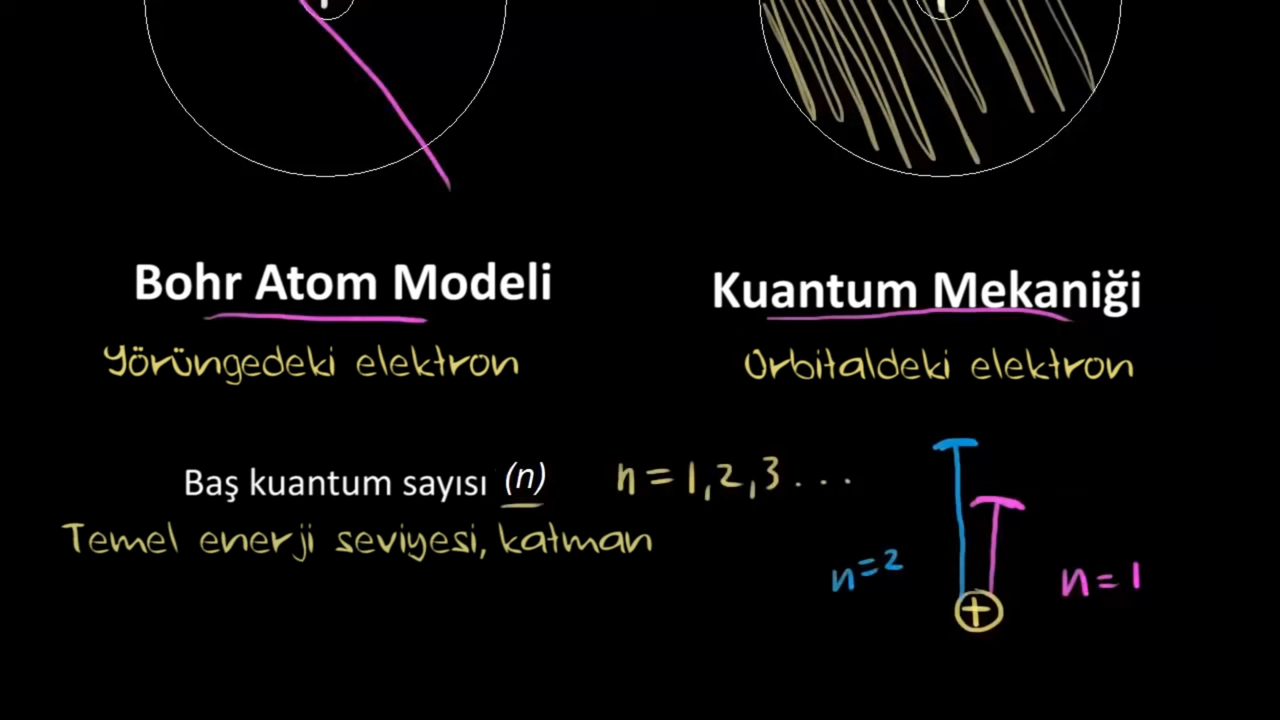 Bohr Atom Modeli
Kuantum Mekaniği
Yörüngedeki elektron
Orbitaldeki elektron
Baş kuantum sayısı (n)
n = 1, 2, 3 ...
Temel enerji seviyesi, katman
n=2
n = 1
+